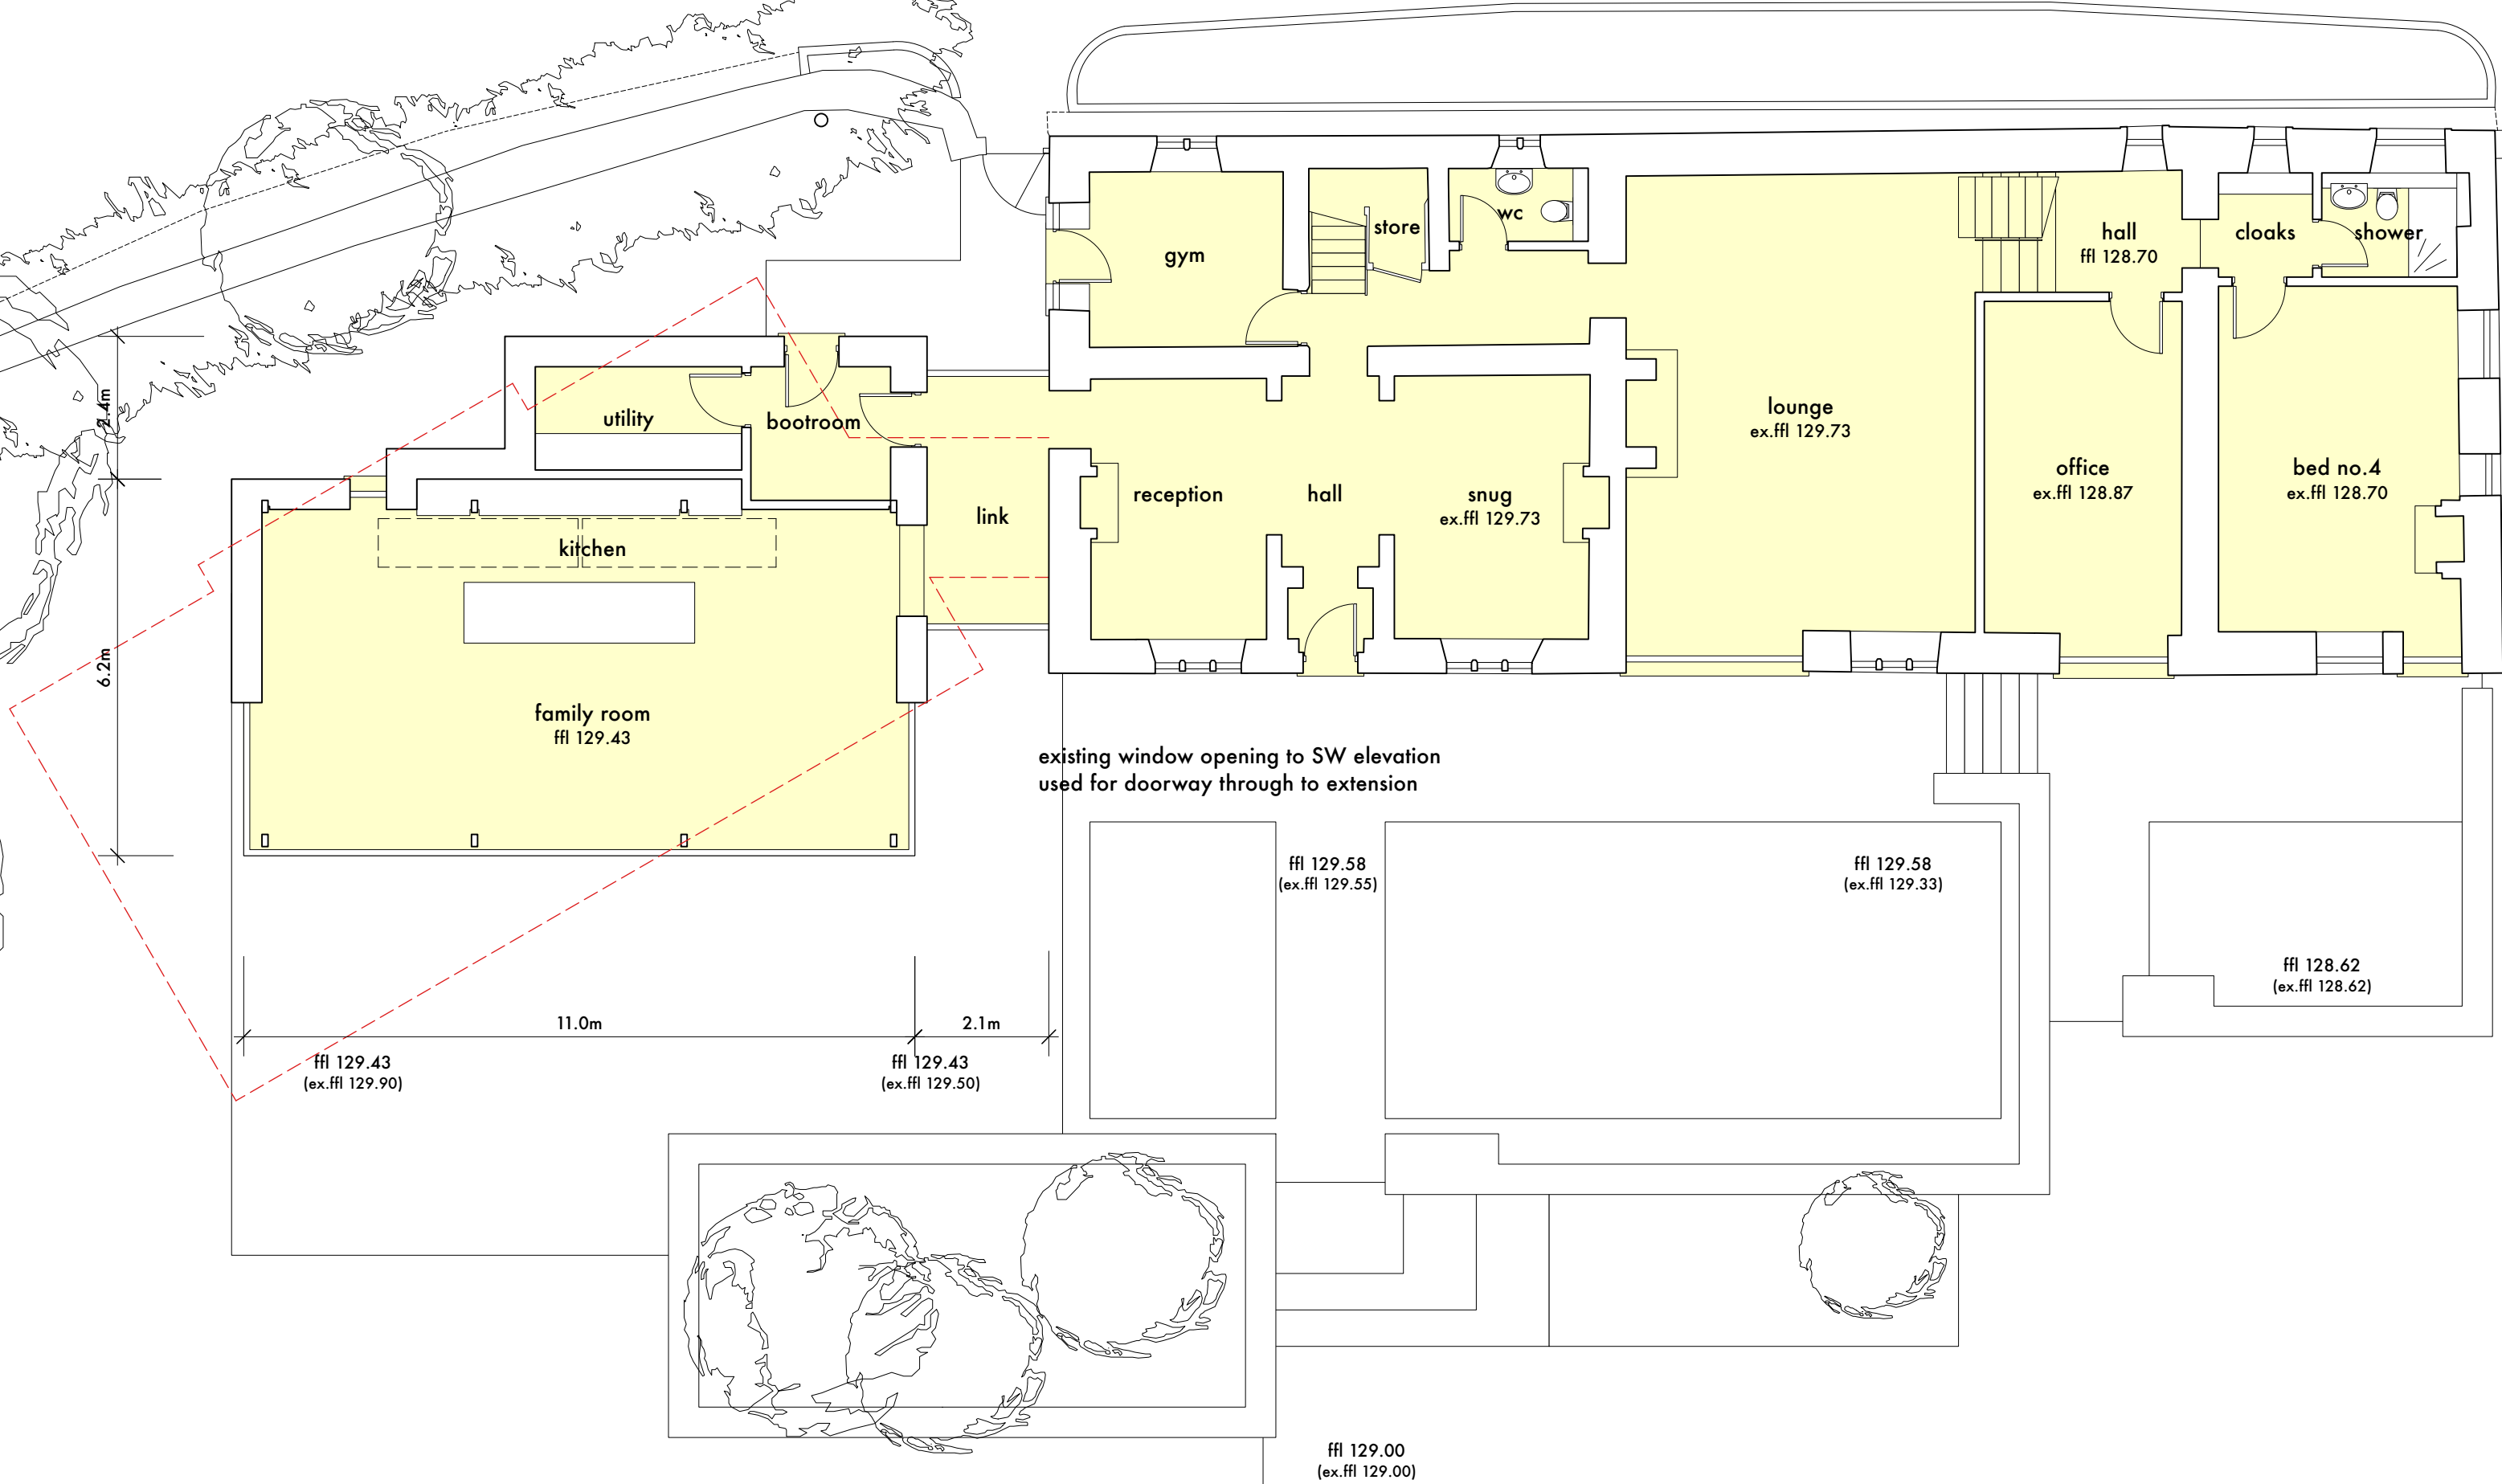 store
wc
hall
ffl 128.70
cloaks
shower
gym
2.4m
utility
bootroom
lounge
ex.ffl 129.73
office
ex.ffl 128.87
bed no.4
ex.ffl 128.70
reception
hall
snug
ex.ffl 129.73
link
kitchen
6.2m
family room
ffl 129.43
existing window opening to SW elevation
used for doorway through to extension
ffl 129.58
(ex.ffl 129.55)
ffl 129.58
(ex.ffl 129.33)
ffl 128.62
(ex.ffl 128.62)
11.0m
2.1m
ffl 129.43
(ex.ffl 129.90)
ffl 129.43
(ex.ffl 129.50)
ffl 129.00
(ex.ffl 129.00)